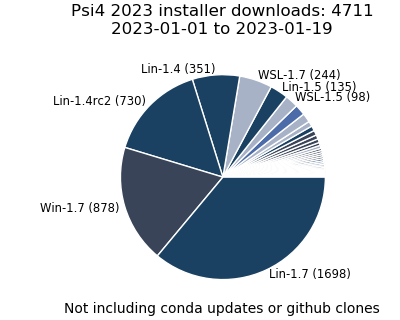 Psi4 2023 installer downloads: 4711
2023-01-01 to 2023-01-19
Lin-1.4 (351)
WSL-1.7 (244)
Lin-1.5 (135)
WSL-1.5 (98)
Lin-1.4rc2 (730)
Win-1.7 (878)
Lin-1.7 (1698)
Not including conda updates or github clones